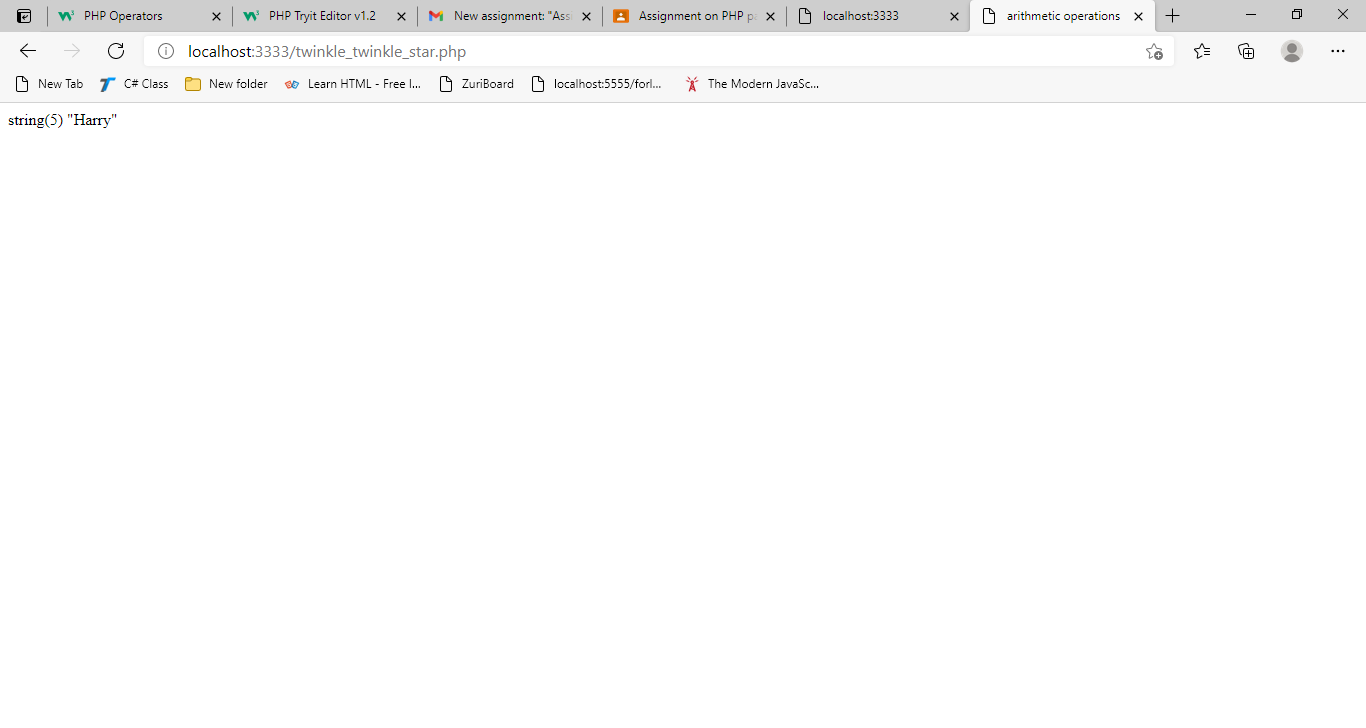 PHP Operators
PHP Tryit Editor v1.2
New assignment: "Ass
Assignment on PHP p
localhost:3333
arithmetic operations
localhost:3333/twinkle_twinkle_star.php
New Tab
C# Class
New folder
Learn HTML - Free I...
ZuriBoard
localhost:5555/forl...
The Modern JavaSc...
string(5) "Harry"